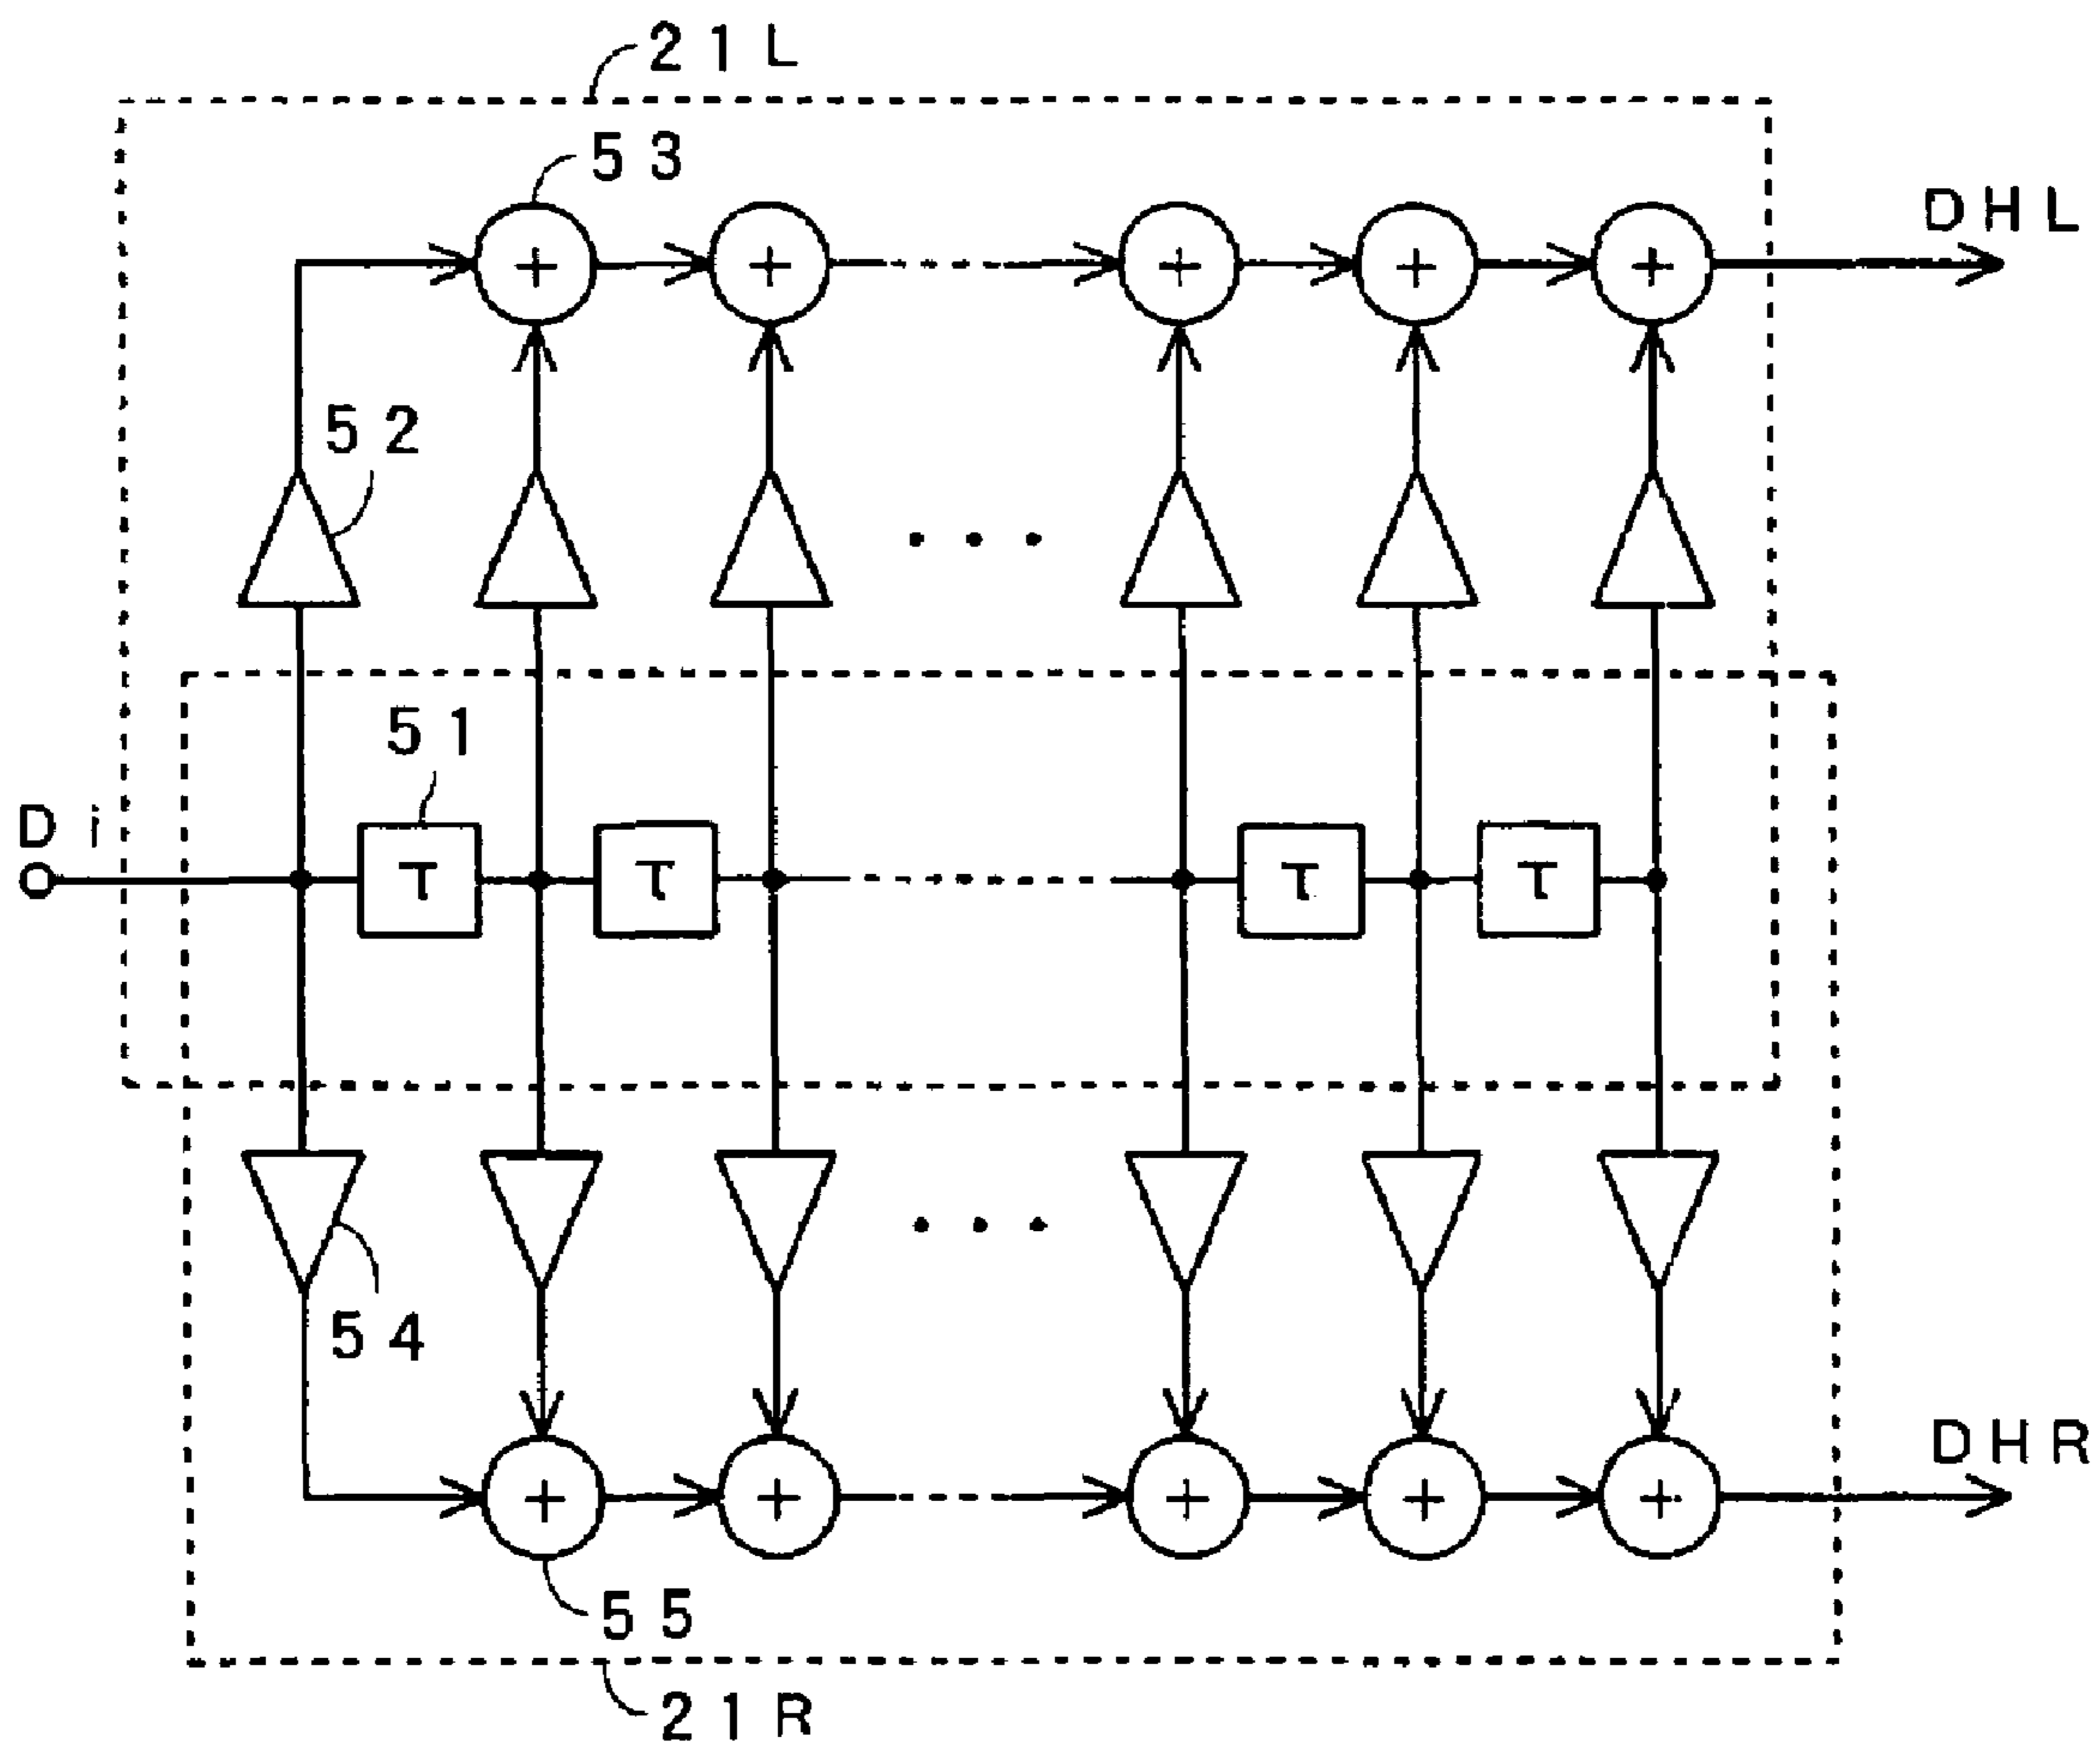 21L
53
DHL
+ + + + +
52
51
Di
τ τ τ τ
54
DHR
+ + + + +
55
21R